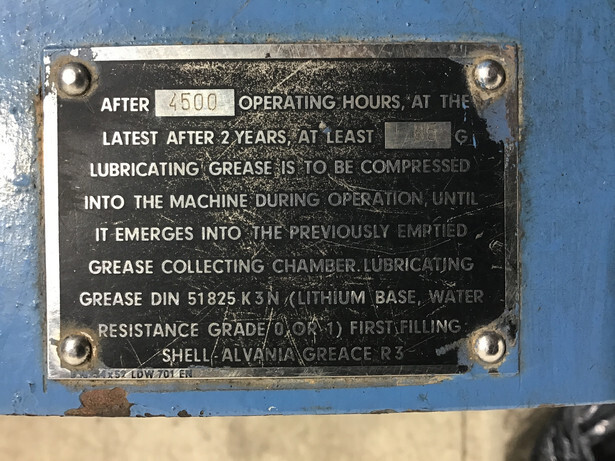 AFTER 4500 OPERATING HOURS, AT THE
LATEST AFTER 2 YEARS, AT LEAST G
LUBRICATING GREASE IS TO BE COMPRESSED
INTO THE MACHINE DURING OPERATION, UNTIL
IT EMERGES INTO THE PREVIOUSLY EMPTIED
GREASE COLLECTING CHAMBER. LUBRICATING
GREASE DIN 51825 K3N (LITHIUM BASE, WATER
RESISTANCE GRADE 0 OR 1) FIRST FILLING:
SHELL-ALVANIA GREACE R3
LDW 701 EN